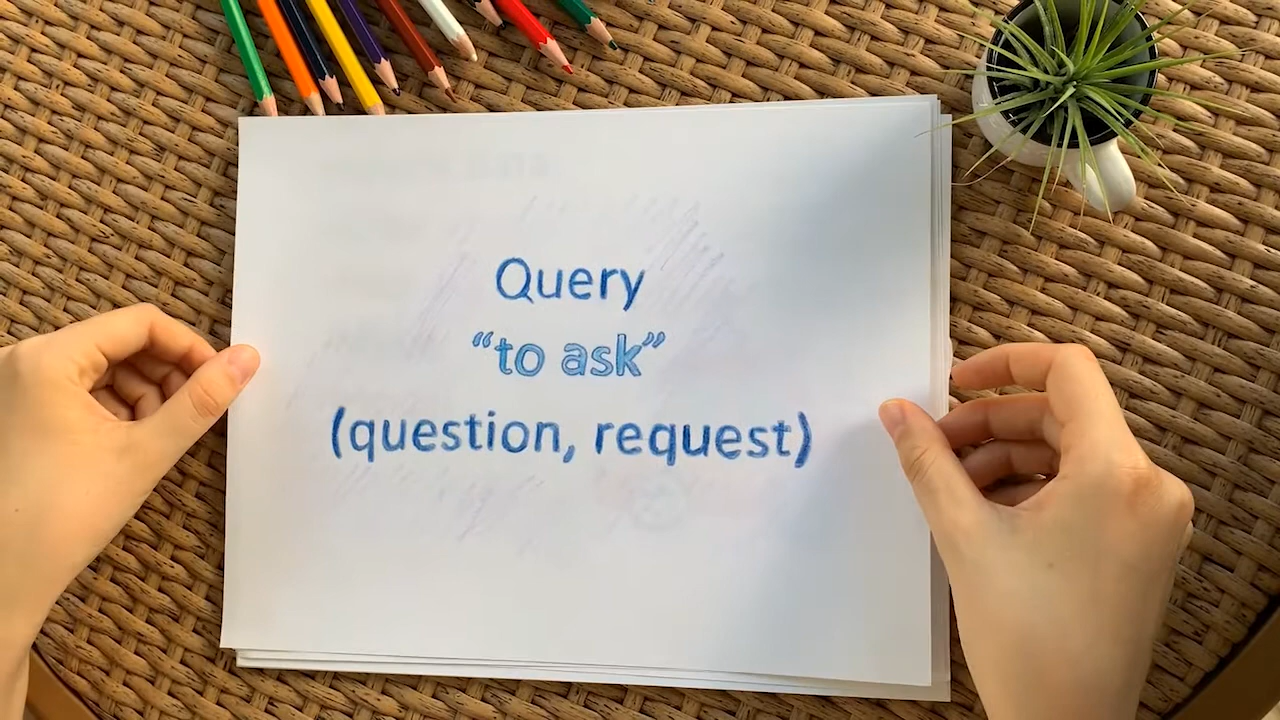 Query
“to ask”
(question, request)